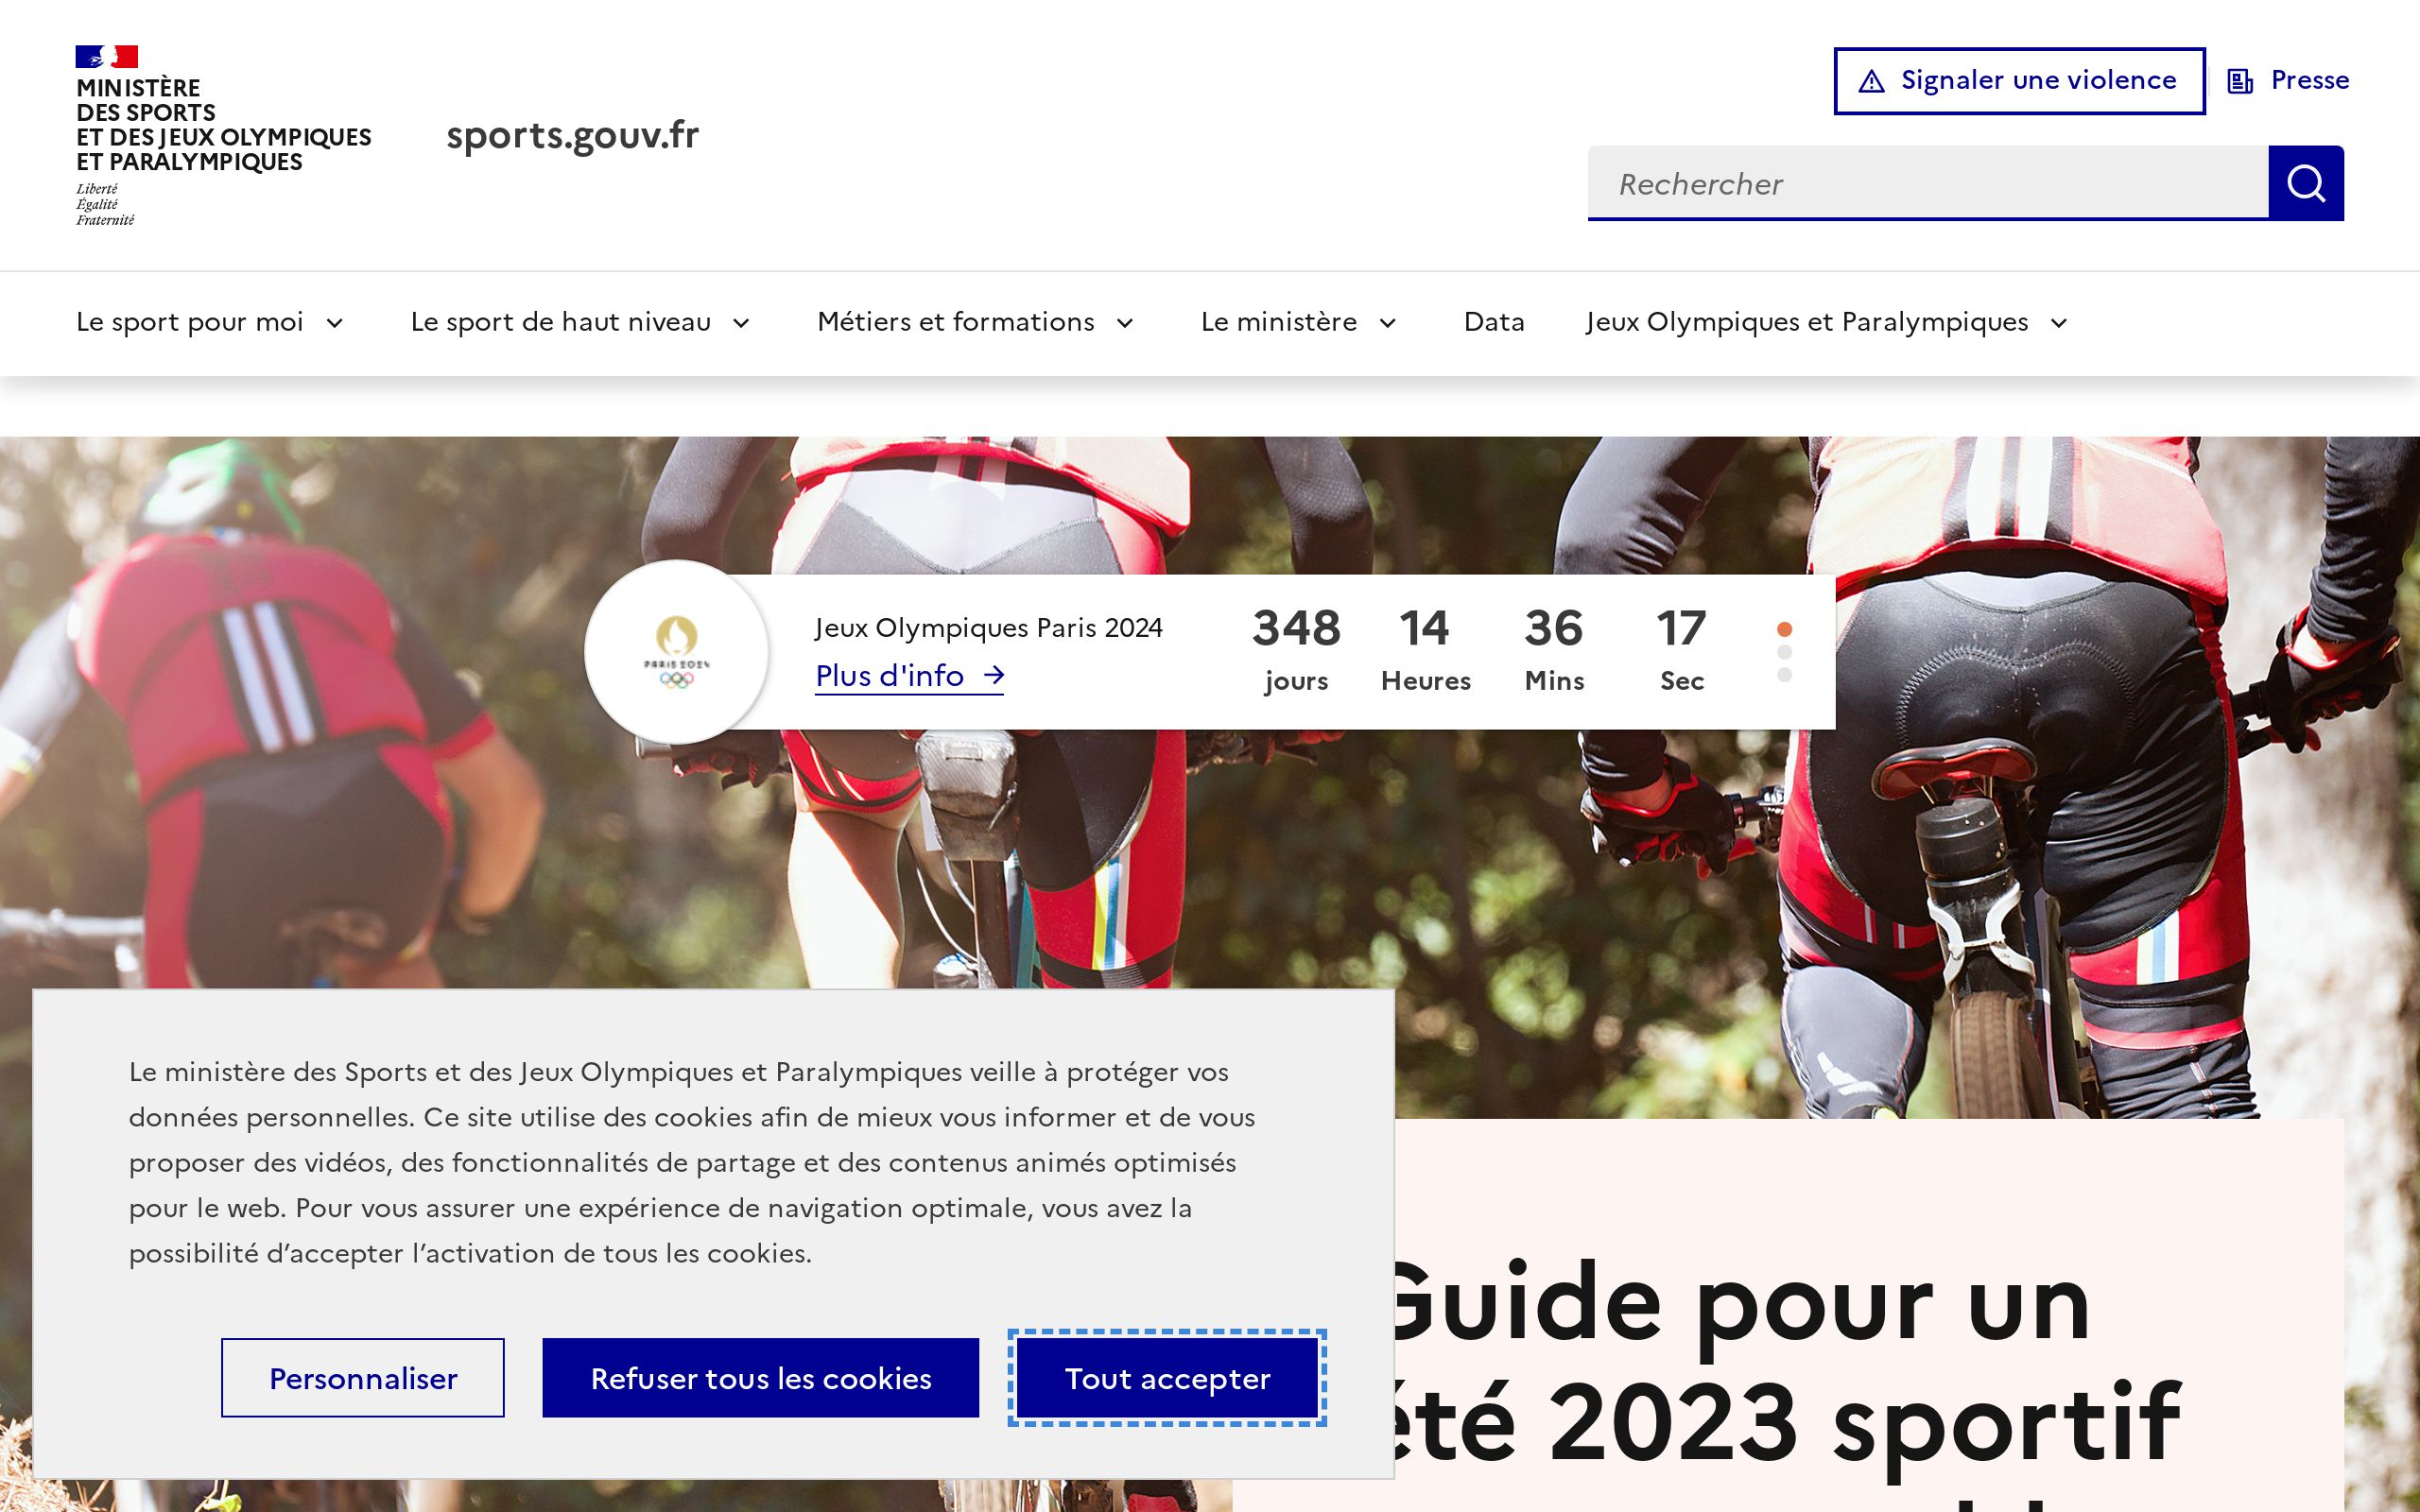 MINISTÈRE
DES SPORTS
ET DES JEUX OLYMPIQUES
ET PARALYMPIQUES
Liberté
Égalité
Fraternité
sports.gouv.fr
Signaler une violence
Presse
Rechercher
Le sport pour moi
Le sport de haut niveau
Métiers et formations
Le ministère
Data
Jeux Olympiques et Paralympiques
PARIS 2024
Jeux Olympiques Paris 2024
Plus d'info
348 14 36 17
jours Heures Mins Sec
Le ministère des Sports et des Jeux Olympiques et Paralympiques veille à protéger vos
données personnelles. Ce site utilise des cookies afin de mieux vous informer et de vous
proposer des vidéos, des fonctionnalités de partage et des contenus animés optimisés
pour le web. Pour vous assurer une expérience de navigation optimale, vous avez la
possibilité d’accepter l’activation de tous les cookies.
Personnaliser
Refuser tous les cookies
Tout accepter
Guide pour un
été 2023 sportif